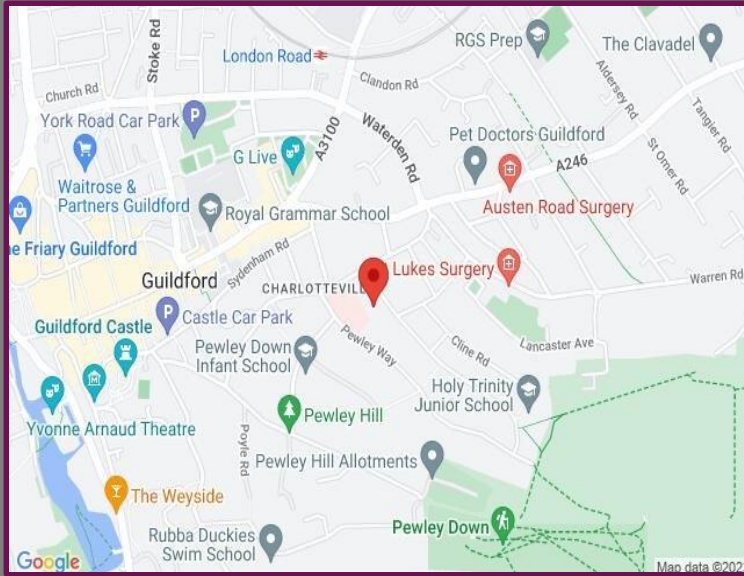 Stoke Rd
London Road
RGS Prep
The Clavadel
Clandon Rd
Church Rd
Aldersey Rd
Tangier Rd
York Road Car Park
P
A3100
Waterden Rd
St Omer Rd
G Live
Pet Doctors Guildford
A246
Waitrose &
Partners Guildford
Austen Road Surgery
Royal Grammar School
he Friary Guildford
Sydenham Rd
Lukes Surgery
Warren Rd
Guildford
CHARLOTTEVILL
P
Castle Car Park
Guildford Castle
Pewley Way
Pewley Down
Infant School
Cline Rd
Lancaster Ave
M
Holy Trinity
Junior School
Pewley Hill
Yvonne Arnaud Theatre
Poyle Rd
Pewley Hill Allotments
The Weyside
Pewley Down
Rubba Duckies
Swim School
Google
Map data ©202